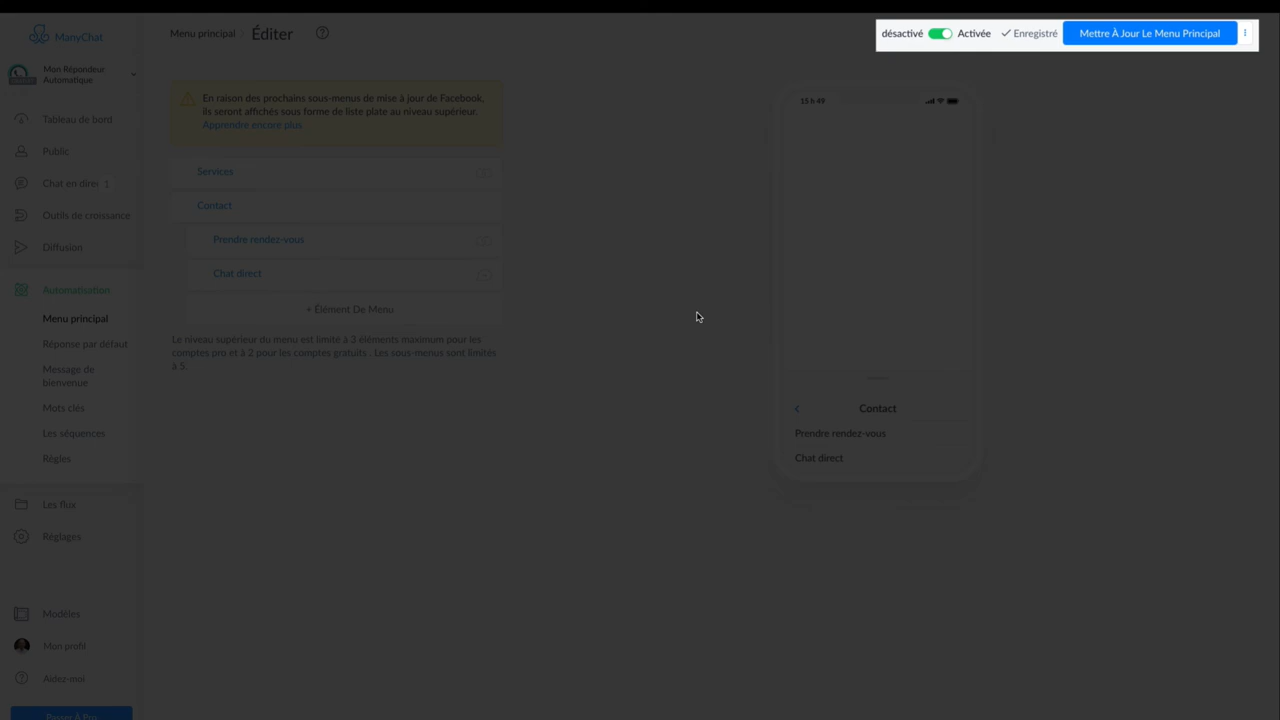 ManyChat
Mon Répondeur
Automatique
Tableau de bord
Public
Chat en direc 1
Outils de croissance
Diffusion
Automatisation
Menu principal
Réponse par défaut
Message de
bienvenue
Mots clés
Les séquences
Règles
Les flux
Réglages
Modèles
Mon profil
Aidez-moi
Passer À Pro
Menu principal
Éditer
désactivé
Activée
Enregistré
Mettre À Jour Le Menu Principal
En raison des prochains sous-menus de mise à jour de Facebook,
ils seront affichés sous forme de liste plate au niveau supérieur.
Apprendre encore plus
Services
Contact
Prendre rendez-vous
Chat direct
+ Élément De Menu
Le niveau supérieur du menu est limité à 3 éléments maximum pour les
comptes pro et à 2 pour les comptes gratuits . Les sous-menus sont limités
à 5.
15 h 49
Contact
Prendre rendez-vous
Chat direct